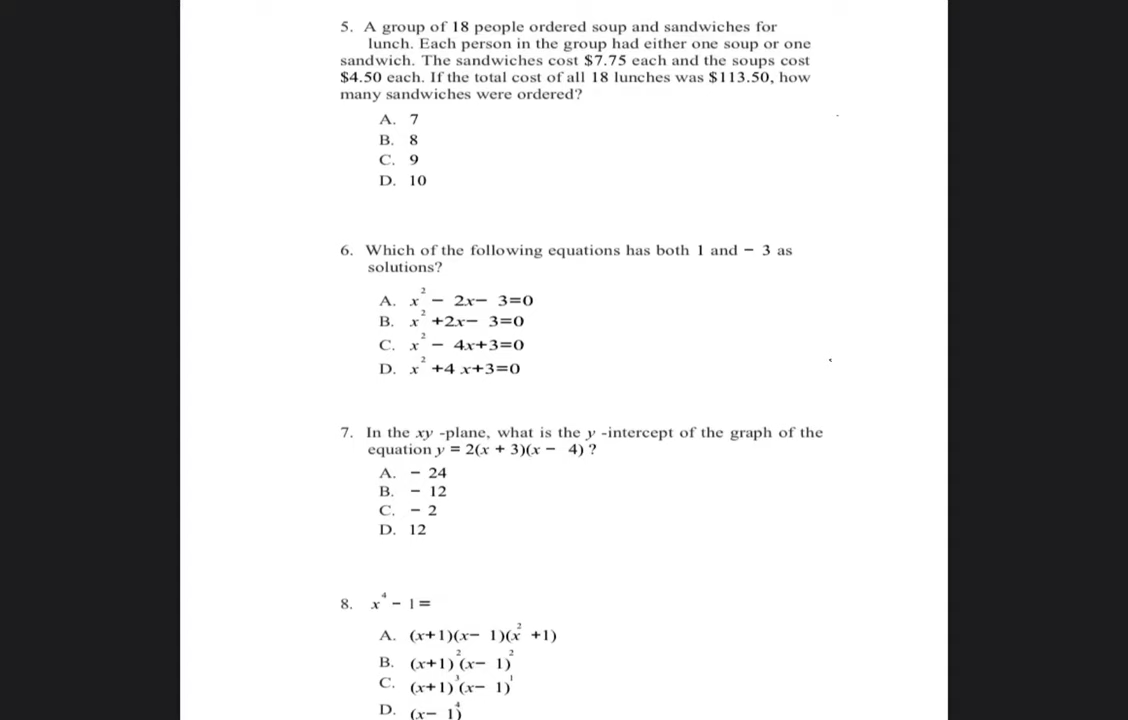 5. A group of 18 people ordered soup and sandwiches for
lunch. Each person in the group had either one soup or one
sandwich. The sandwiches cost $7.75 each and the soups cost
$4.50 each. If the total cost of all 18 lunches was $113.50, how
many sandwiches were ordered?
A. 7
B. 8
C. 9
D. 10
6. Which of the following equations has both 1 and − 3 as
solutions?
A. x² − 2x− 3=0
B. x² +2x− 3=0
C. x² − 4x+3=0
D. x² +4 x+3=0
7. In the xy -plane, what is the y -intercept of the graph of the
equation y = 2(x + 3)(x − 4) ?
A. − 24
B. − 12
C. − 2
D. 12
8. x⁴ − 1=
A. (x+1)(x− 1)(x² +1)
B. (x+1)²(x− 1)²
C. (x+1)³(x− 1)¹
D. (x− 1)⁴